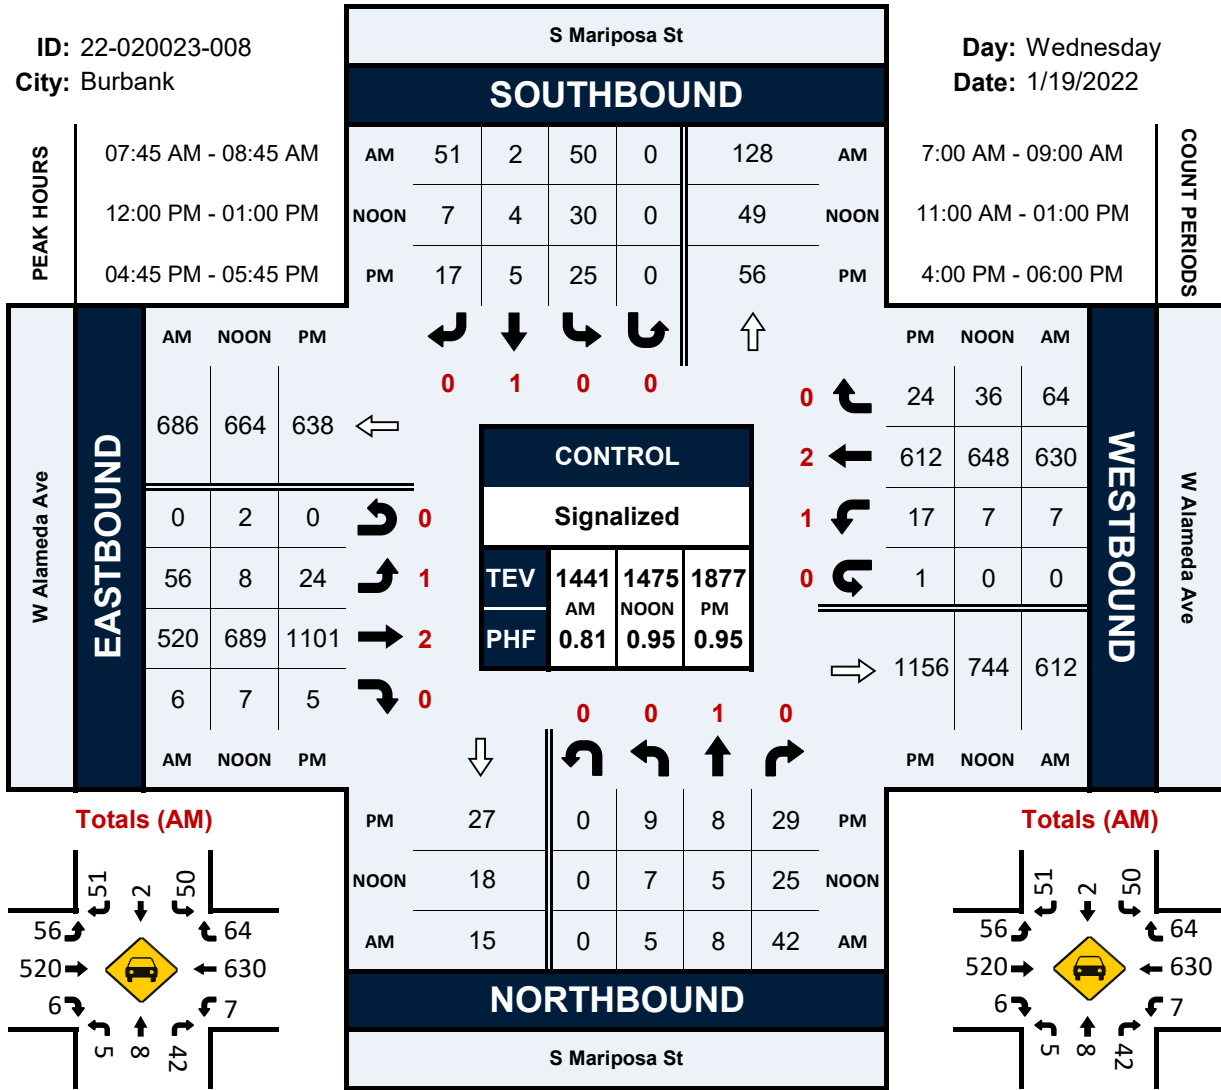 S Mariposa St
ID: 22-020023-008
City: Burbank
Day: Wednesday
Date: 1/19/2022
SOUTHBOUND
PEAK HOURS
07:45 AM - 08:45 AM
12:00 PM - 01:00 PM
04:45 PM - 05:45 PM
AM 51 2 50 0 128 AM
NOON 7 4 30 0 49 NOON
PM 17 5 25 0 56 PM
7:00 AM - 09:00 AM
11:00 AM - 01:00 PM
4:00 PM - 06:00 PM
COUNT PERIODS
0 1 0 0
W Alameda Ave
EASTBOUND
AM NOON PM
686 664 638
0 2 0 0
56 8 24 1
520 689 1101 2
6 7 5 0
AM NOON PM
CONTROL
Signalized
TEV 1441 1475 1877
AM NOON PM
PHF 0.81 0.95 0.95
PM NOON AM
0 24 36 64
2 612 648 630
1 17 7 7
0 1 0 0
1156 744 612
PM NOON AM
WESTBOUND
W Alameda Ave
0 0 1 0
PM 27 0 9 8 29 PM
NOON 18 0 7 5 25 NOON
AM 15 0 5 8 42 AM
NORTHBOUND
S Mariposa St
Totals (AM)
51 2 50
56 64
520 630
6 7
5 8 42
Totals (AM)
51 2 50
56 64
520 630
6 7
5 8 42